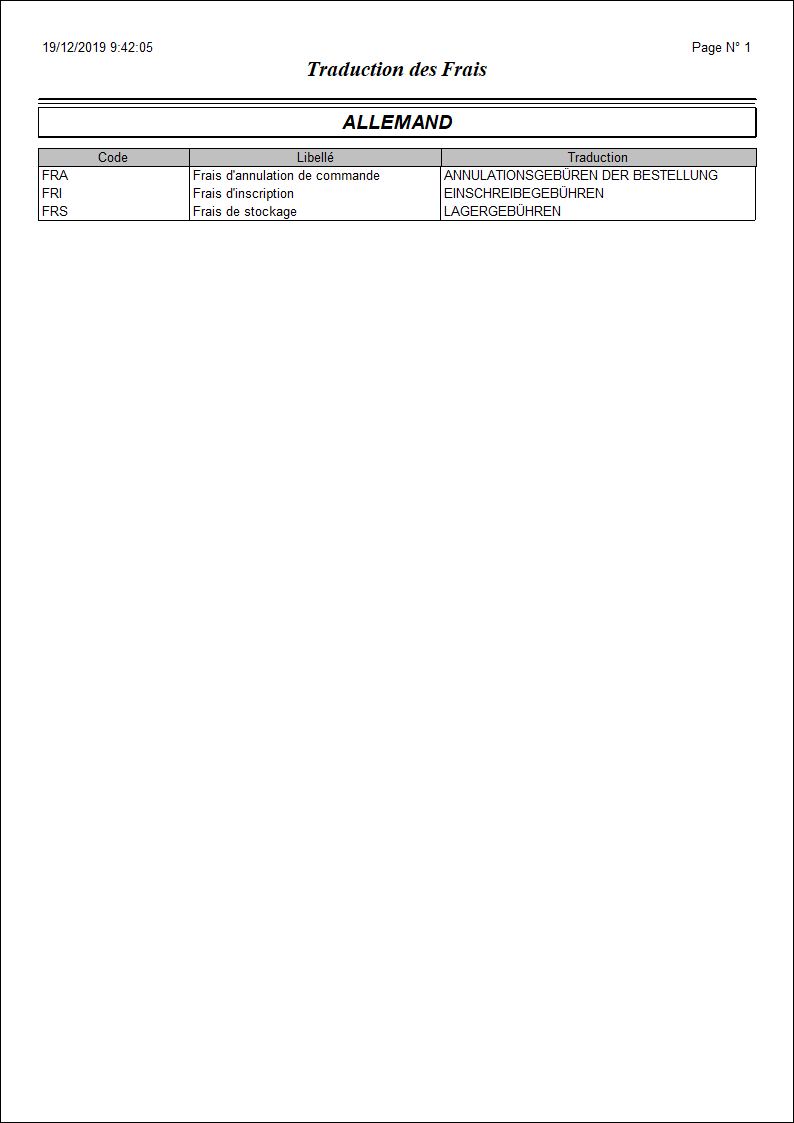 19/12/2019 9:42:05 Page N° 1
Traduction des Frais
ALLEMAND
Code Libellé Traduction
FRA Frais d'annulation de commande ANNULATIONSGEBÜREN DER BESTELLUNG
FRI Frais d'inscription EINSCHREIBEGEBÜHREN
FRS Frais de stockage LAGERGEBÜHREN